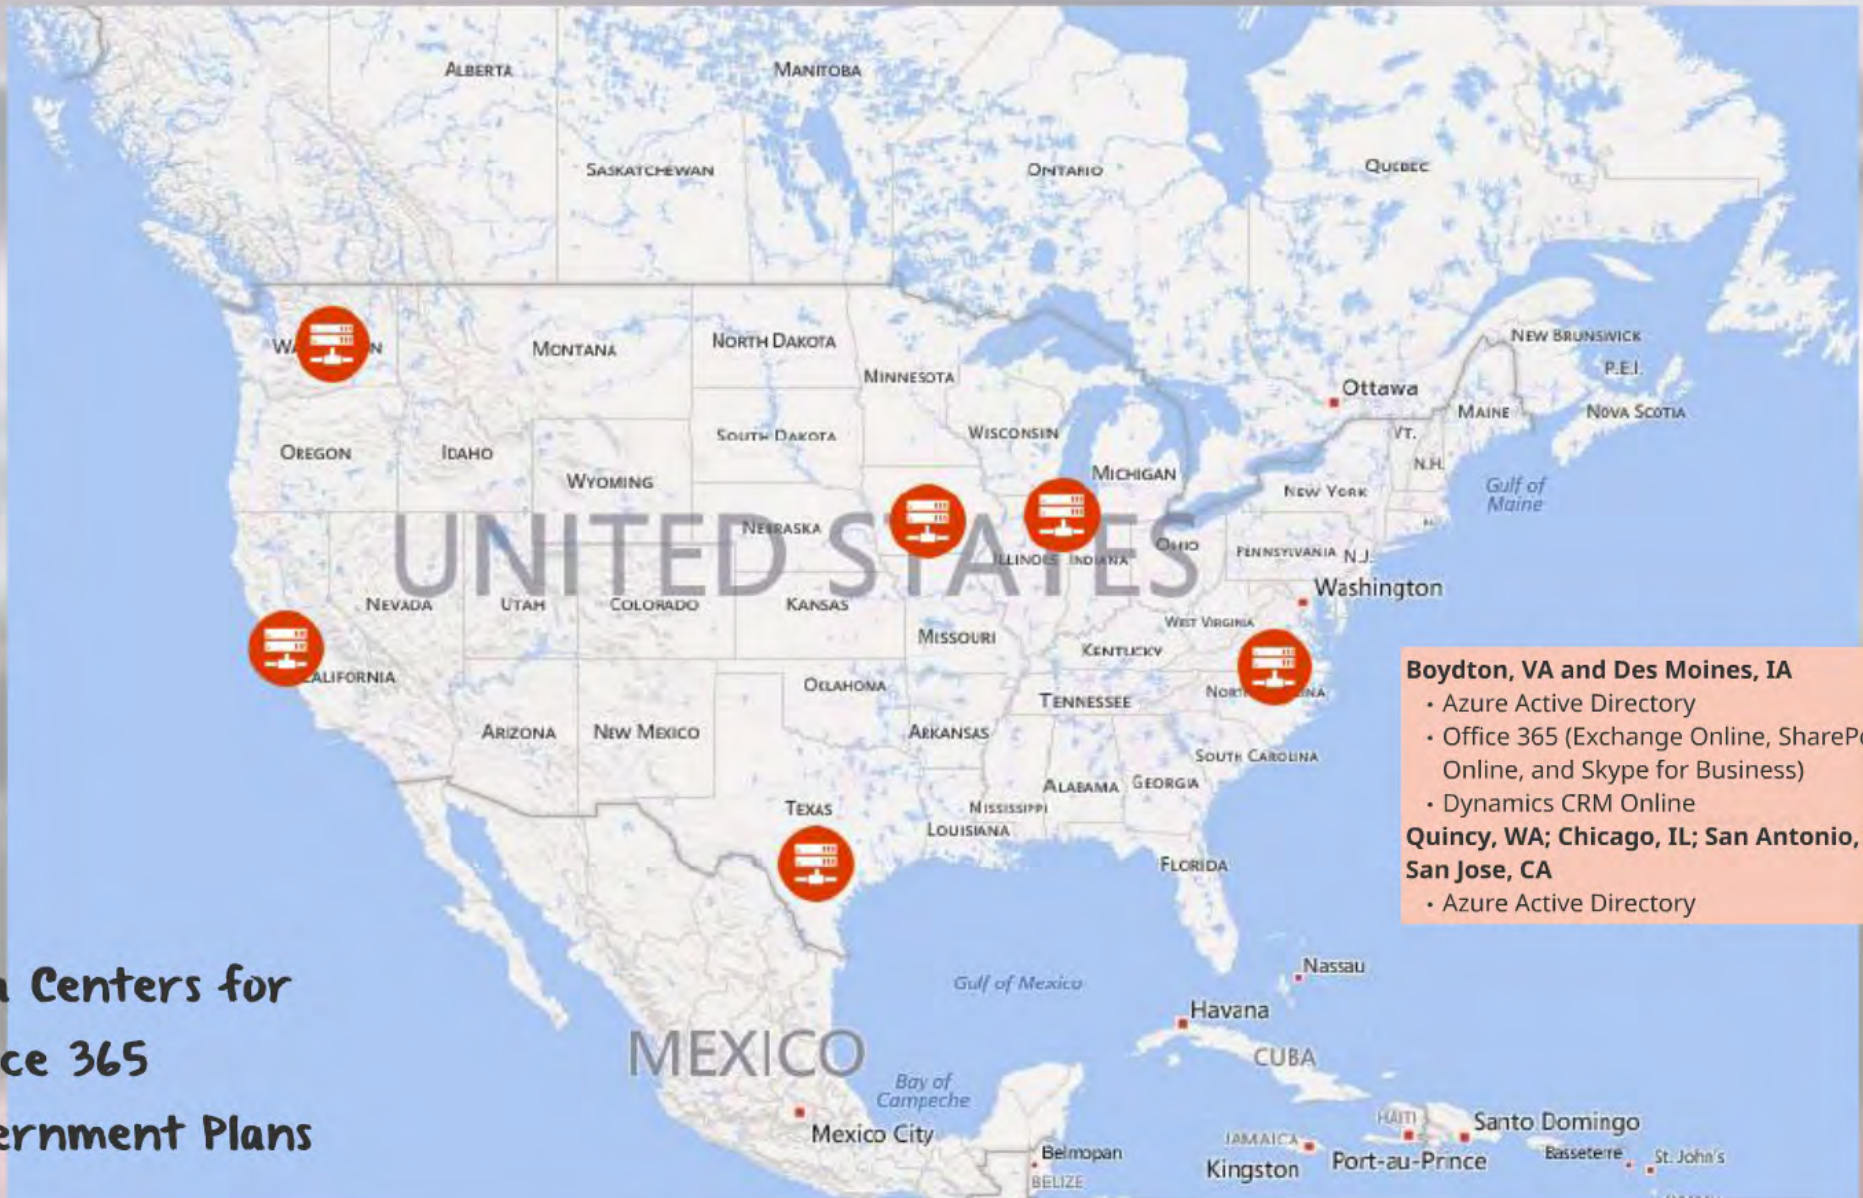 ALBERTA
MANITOBA
SASKATCHEWAN
ONTARIO
QUEBEC
NEW BRUNSWICK
P.E.I.
NOVA SCOTIA
MAINE
Ottawa
VT.
N.H.
Gulf of
Maine
MONTANA
NORTH DAKOTA
MINNESOTA
OREGON
IDAHO
SOUTH DAKOTA
WISCONSIN
MICHIGAN
WYOMING
NEW YORK
UNITED STATES
NEBRASKA
ILLINOIS
INDIANA
OHIO
PENNSYLVANIA
N.J.
Washington
NEVADA
UTAH
COLORADO
KANSAS
MISSOURI
WEST VIRGINIA
KENTUCKY
CALIFORNIA
OKLAHOMA
TENNESSEE
ARIZONA
NEW MEXICO
ARKANSAS
SOUTH CAROLINA
TEXAS
MISSISSIPPI
ALABAMA
GEORGIA
LOUISIANA
FLORIDA
Boydton, VA and Des Moines, IA
• Azure Active Directory
• Office 365 (Exchange Online, SharePo
Online, and Skype for Business)
• Dynamics CRM Online
Quincy, WA; Chicago, IL; San Antonio,
San Jose, CA
• Azure Active Directory
a Centers for
ce 365
ernment Plans
Gulf of Mexico
Nassau
Havana
CUBA
MEXICO
Bay of
Campeche
Mexico City
Belmopan
BELIZE
JAMAICA
Kingston
HAITI
Port-au-Prince
Santo Domingo
Basseterre
St. John's